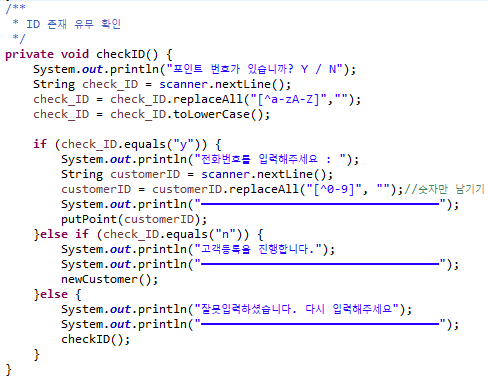 /**
 * ID 존재 유무 확인
 */
private void checkID() {
    System.out.println("포인트 번호가 있습니까? Y / N");
    String check_ID = scanner.nextLine();
    check_ID = check_ID.replaceAll("[^a-zA-Z]","");
    check_ID = check_ID.toLowerCase();

    if (check_ID.equals("y")) {
        System.out.println("전화번호를 입력해주세요 : ");
        String customerID = scanner.nextLine();
        customerID = customerID.replaceAll("[^0-9]", "");//숫자만 남기기
        System.out.println("━━━━━━━━━━━━━━━━━━━━");
        putPoint(customerID);
    }else if (check_ID.equals("n")) {
        System.out.println("고객등록을 진행합니다.");
        System.out.println("━━━━━━━━━━━━━━━━━━━━");
        newCustomer();
    }else {
        System.out.println("잘못입력하셨습니다. 다시 입력해주세요");
        System.out.println("━━━━━━━━━━━━━━━━━━━━");
        checkID();
    }
}